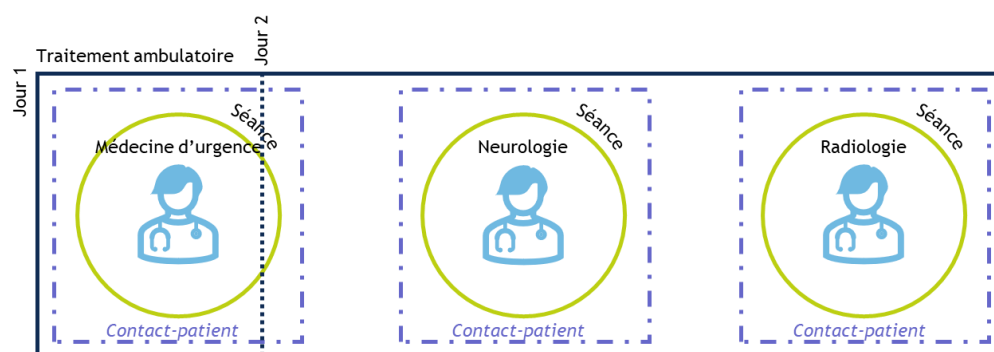 Jour 1
Traitement ambulatoire
Jour 2
Séance
Médecine d'urgence
Contact-patient
Séance
Neurologie
Contact-patient
Séance
Radiologie
Contact-patient